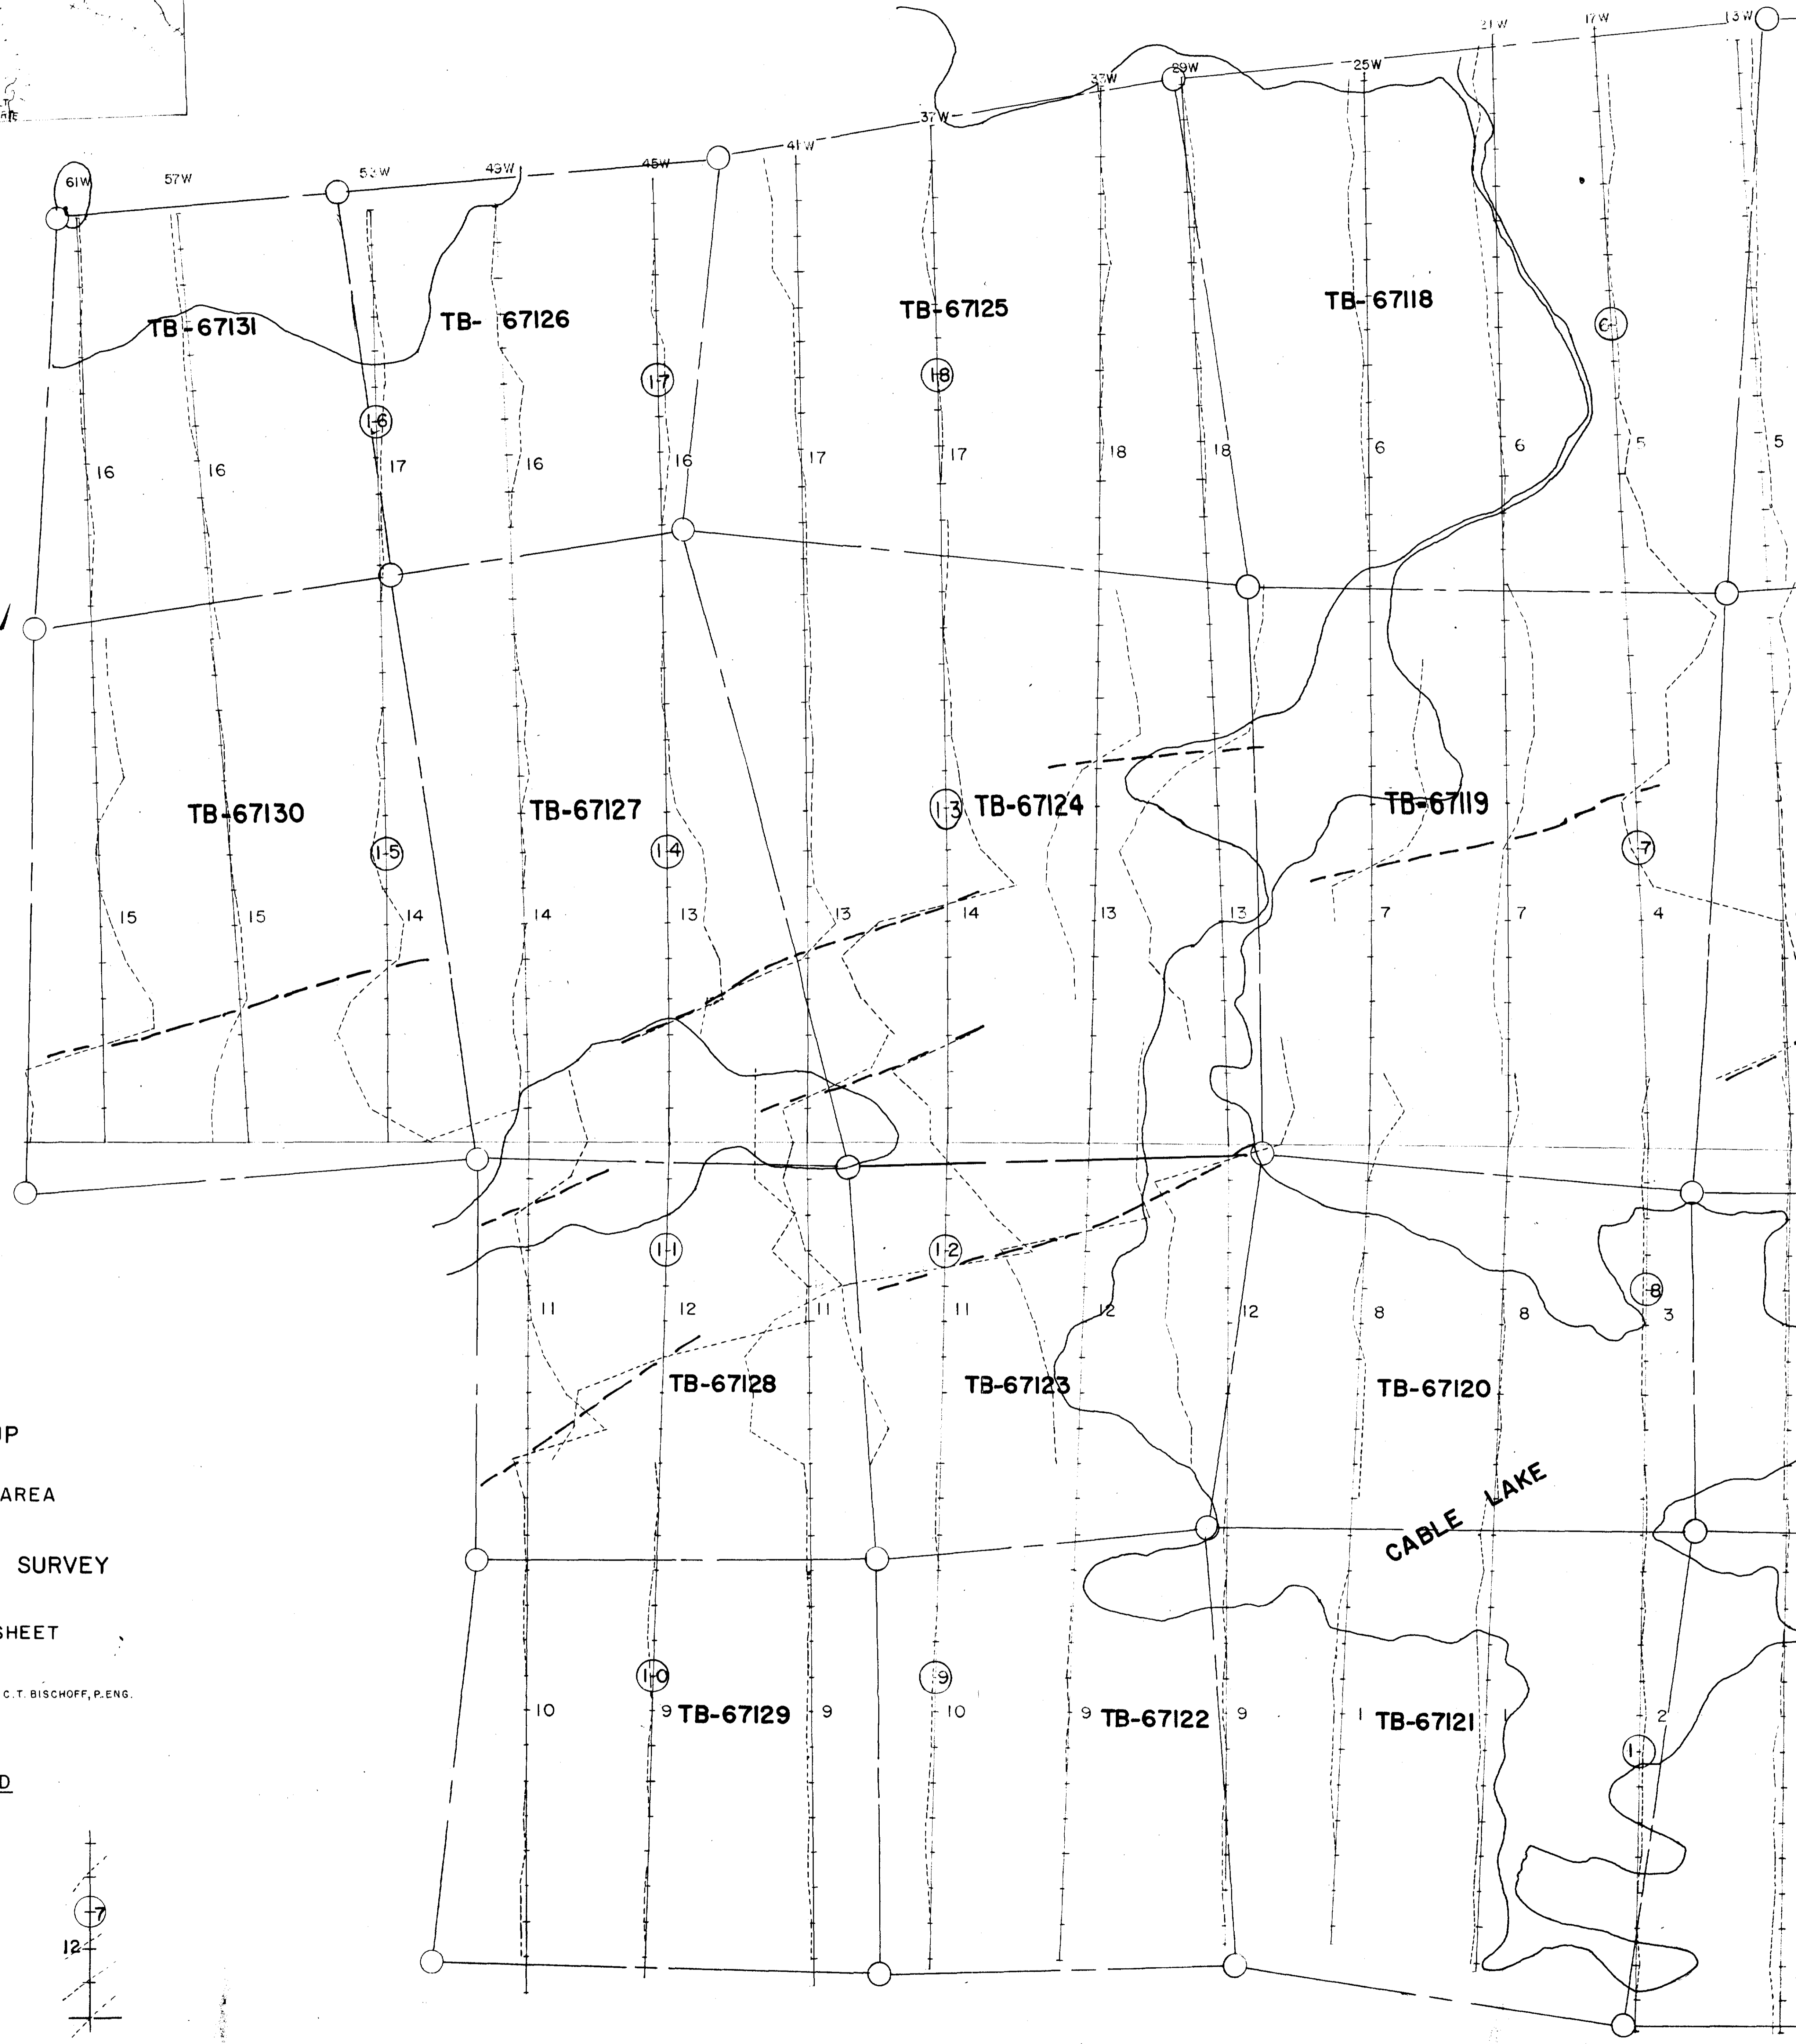 21W 17W 13W
33W 29W 25W
37W
41W
61W 57W 53W 49W 45W
TB-67131 TB- 67126 TB-67125 TB-67118
6
1-7 1-8
1-6
16 16 17 16 16 17 17 18 18 6 6 5 5
TB-67130 TB-67127 1-3 TB-67124 TB-67119
1-5 1-4 7
15 15 14 14 13 13 14 13 13 7 7 4
1-1 1-2
8
11 12 11 11 12 12 8 8 3
TB-67128 TB-67123 TB-67120
UP
AREA
CABLE LAKE
SURVEY
SHEET
C.T. BISCHOFF, P.ENG.
1-0 9
10 9 TB-67129 9 10 9 TB-67122 9 1 TB-67121 1 2
1-
D
7
12